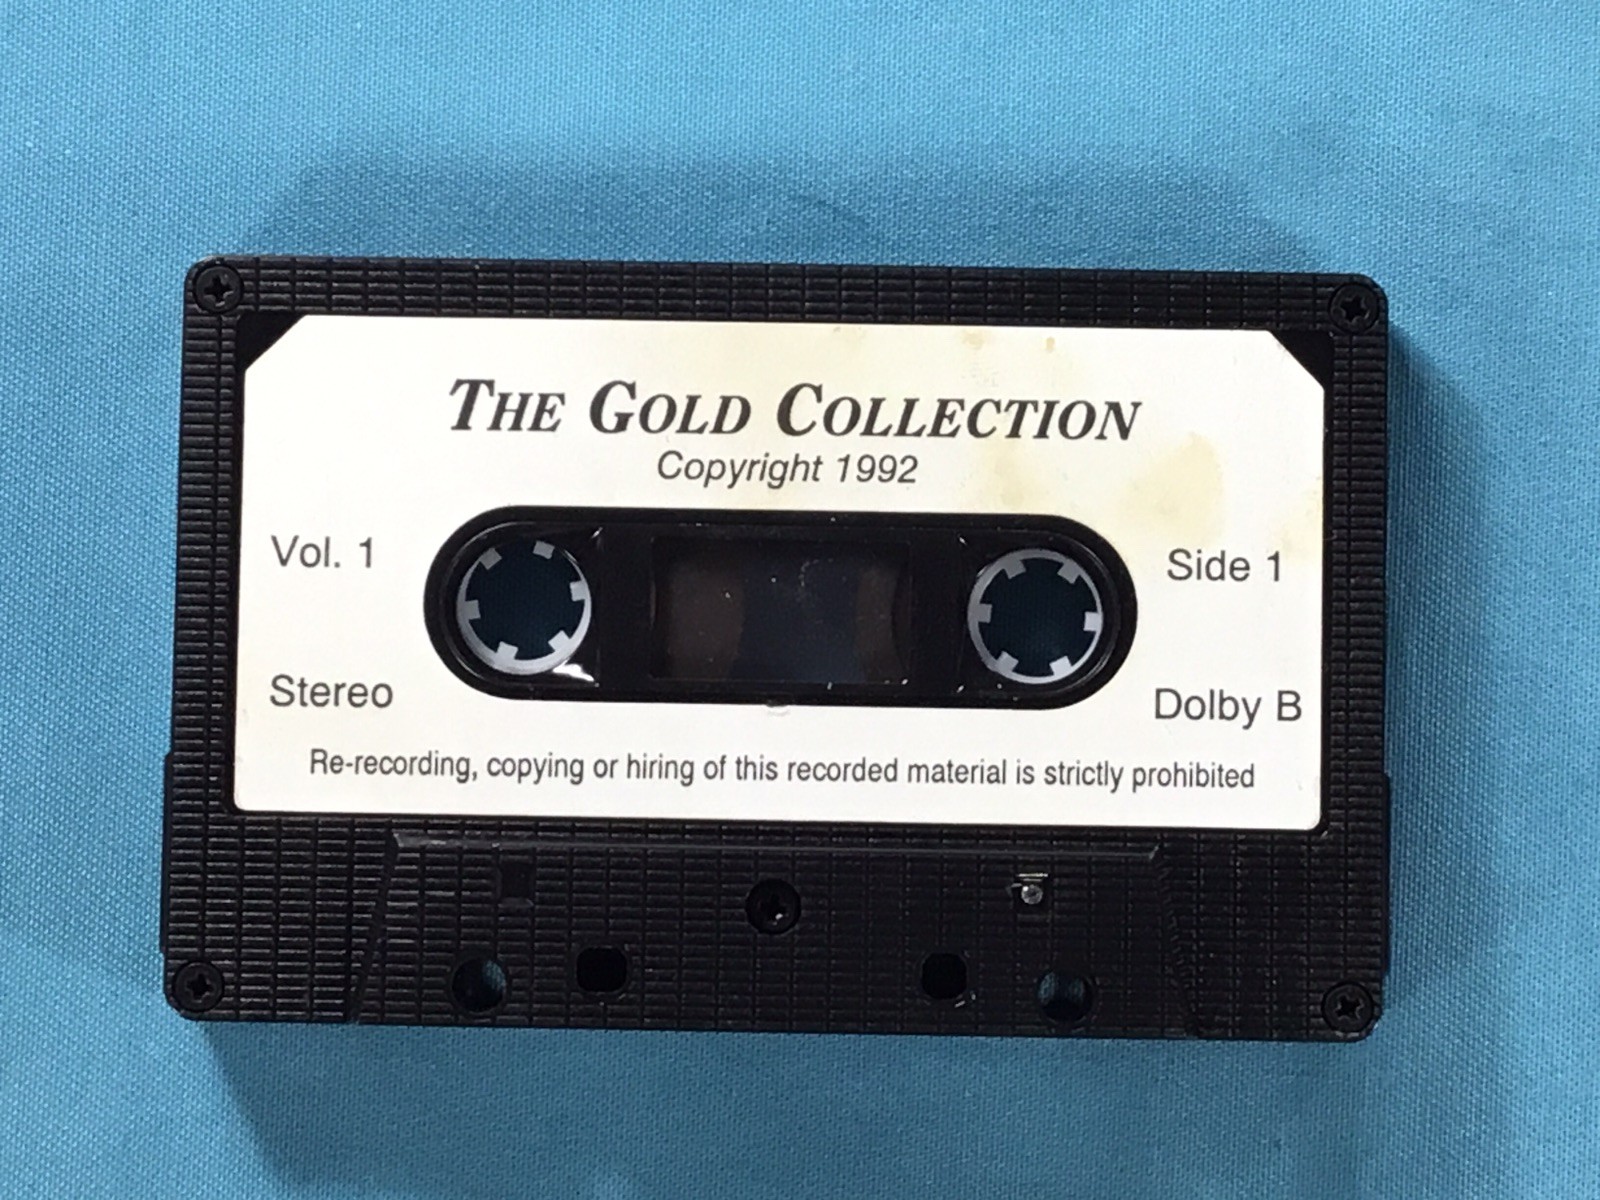 THE GOLD COLLECTION
Copyright 1992
Vol. 1
Side 1
Stereo
Dolby B
Re-recording, copying or hiring of this recorded material is strictly prohibited